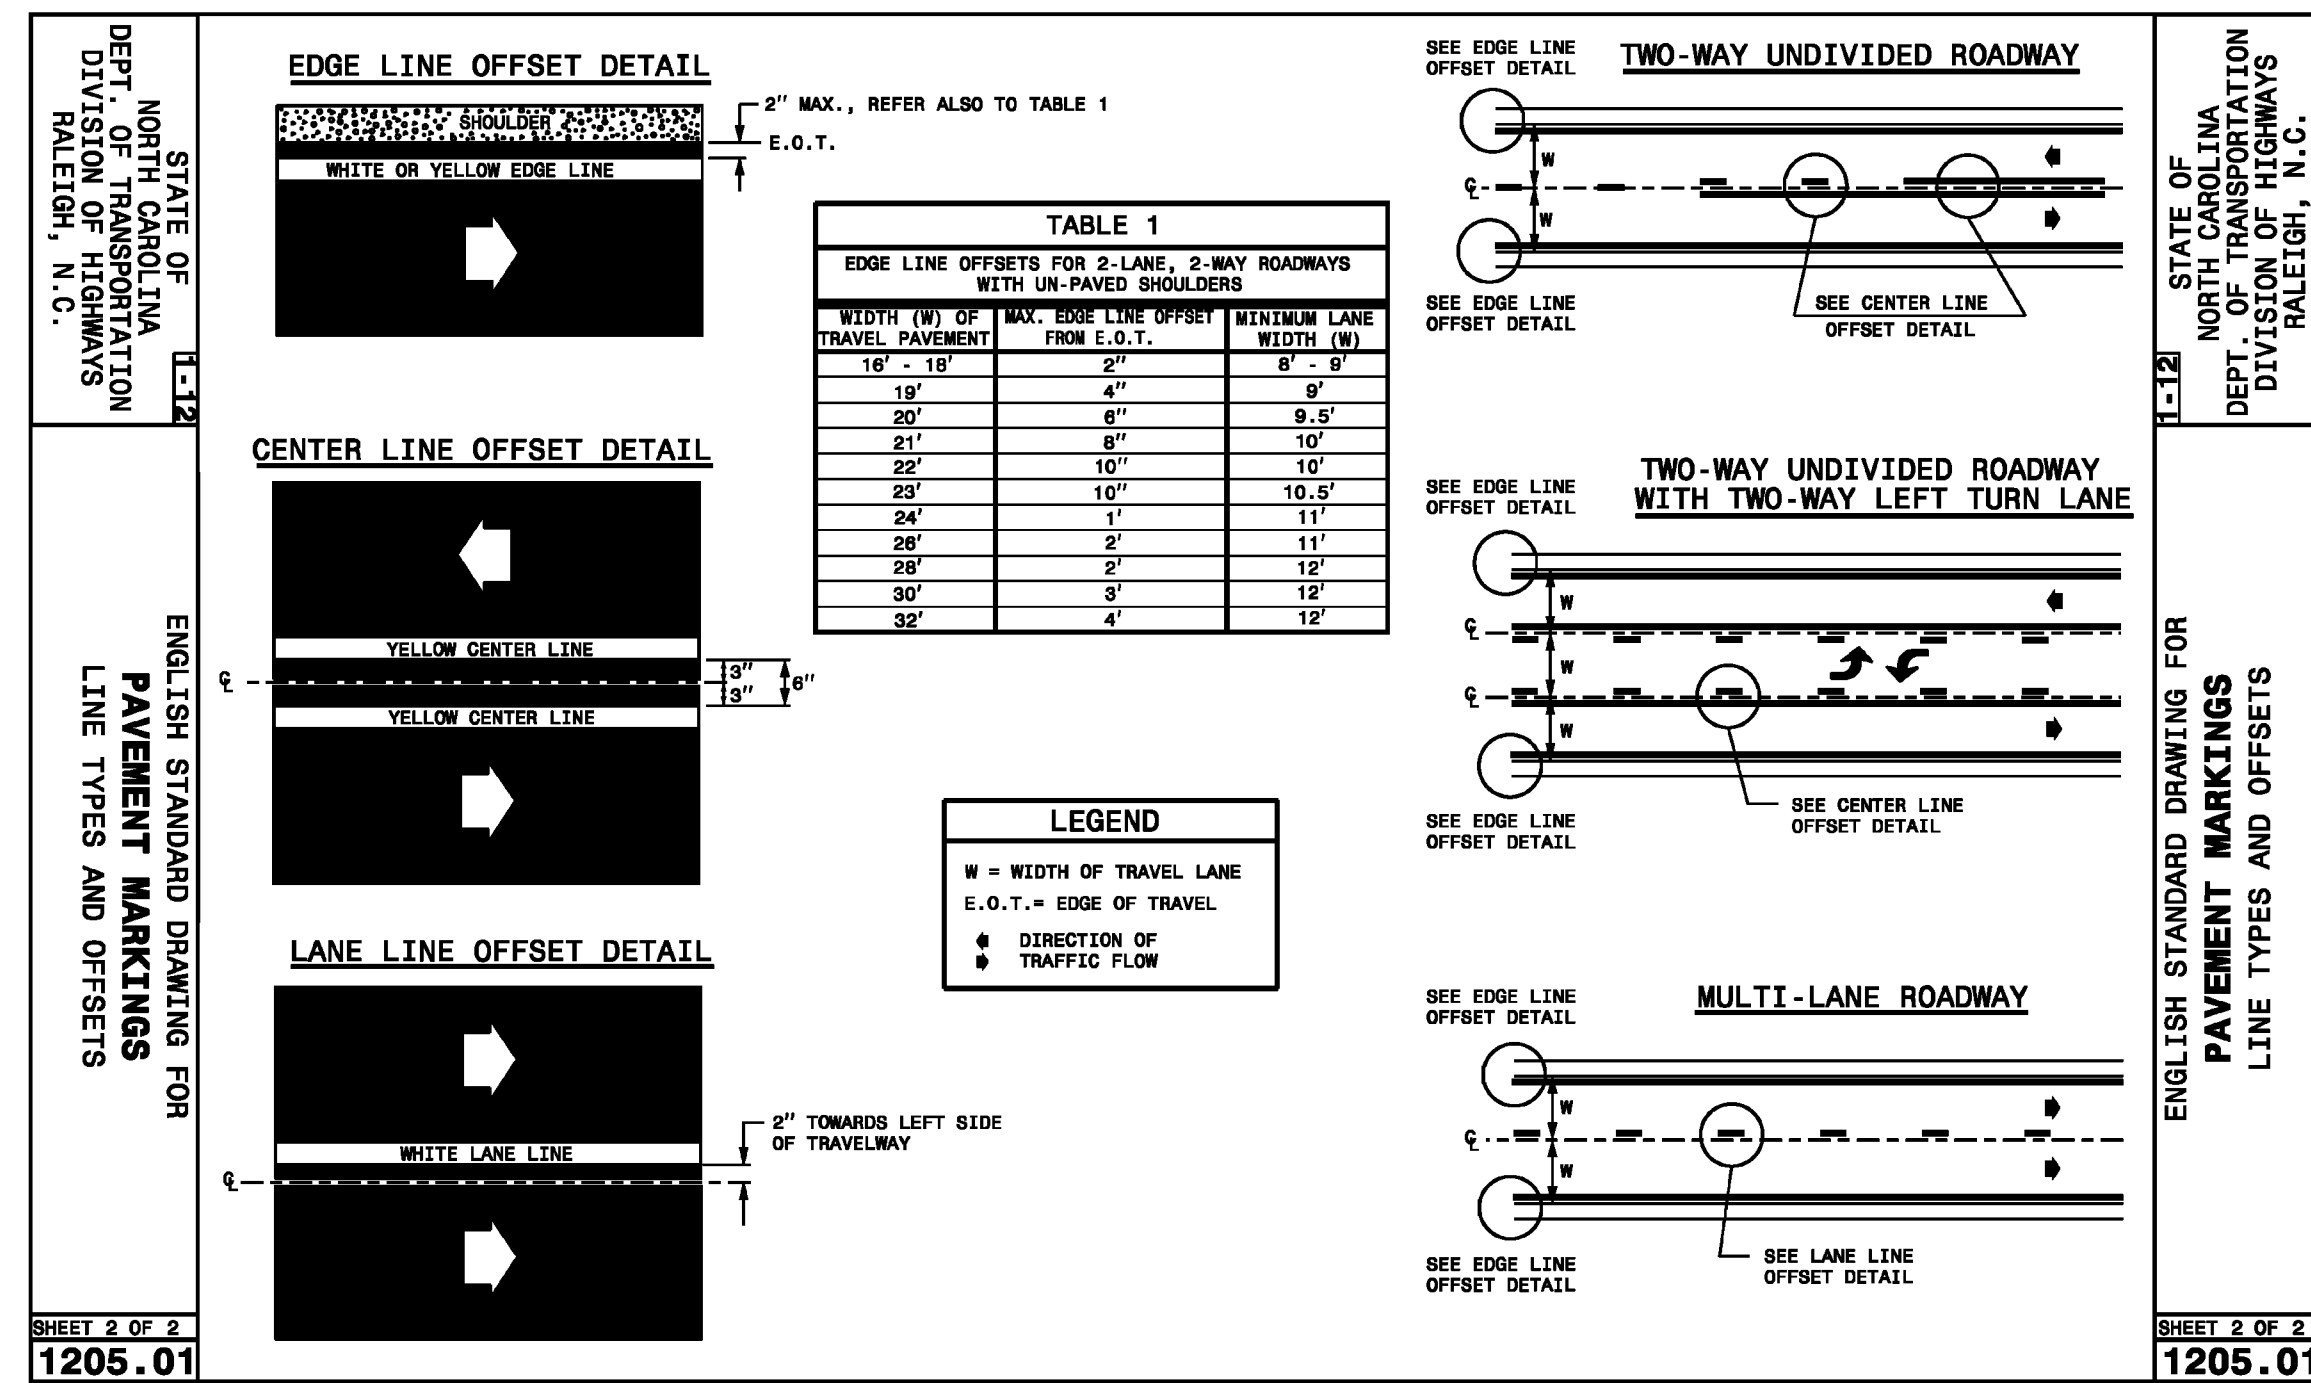 STATE OF
NORTH CAROLINA
DEPT. OF TRANSPORTATION
DIVISION OF HIGHWAYS
RALEIGH, N.C.
1-12
ENGLISH STANDARD DRAWING FOR
PAVEMENT MARKINGS
LINE TYPES AND OFFSETS
SHEET 2 OF 2
1205.01
EDGE LINE OFFSET DETAIL
SHOULDER
WHITE OR YELLOW EDGE LINE
2" MAX., REFER ALSO TO TABLE 1
E.O.T.
CENTER LINE OFFSET DETAIL
YELLOW CENTER LINE
℄
3"
3"
6"
YELLOW CENTER LINE
LANE LINE OFFSET DETAIL
WHITE LANE LINE
℄
2" TOWARDS LEFT SIDE
OF TRAVELWAY
TABLE 1
EDGE LINE OFFSETS FOR 2-LANE, 2-WAY ROADWAYS
WITH UN-PAVED SHOULDERS
WIDTH (W) OF TRAVEL PAVEMENT MAX. EDGE LINE OFFSET FROM E.O.T. MINIMUM LANE WIDTH (W)
16' - 18' 2" 8' - 9'
19' 4" 9'
20' 6" 9.5'
21' 8" 10'
22' 10" 10'
23' 10" 10.5'
24' 1' 11'
26' 2' 11'
28' 2' 12'
30' 3' 12'
32' 4' 12'
LEGEND
W = WIDTH OF TRAVEL LANE
E.O.T.= EDGE OF TRAVEL
DIRECTION OF
TRAFFIC FLOW
SEE EDGE LINE
OFFSET DETAIL
TWO-WAY UNDIVIDED ROADWAY
W
℄
W
SEE EDGE LINE
OFFSET DETAIL
SEE CENTER LINE
OFFSET DETAIL
SEE EDGE LINE
OFFSET DETAIL
TWO-WAY UNDIVIDED ROADWAY
WITH TWO-WAY LEFT TURN LANE
W
℄
W
℄
W
SEE CENTER LINE
OFFSET DETAIL
SEE EDGE LINE
OFFSET DETAIL
SEE EDGE LINE
OFFSET DETAIL
MULTI-LANE ROADWAY
W
℄
W
SEE LANE LINE
OFFSET DETAIL
SEE EDGE LINE
OFFSET DETAIL
STATE OF
NORTH CAROLINA
DEPT. OF TRANSPORTATION
DIVISION OF HIGHWAYS
RALEIGH, N.C.
1-12
ENGLISH STANDARD DRAWING FOR
PAVEMENT MARKINGS
LINE TYPES AND OFFSETS
SHEET 2 OF 2
1205.01